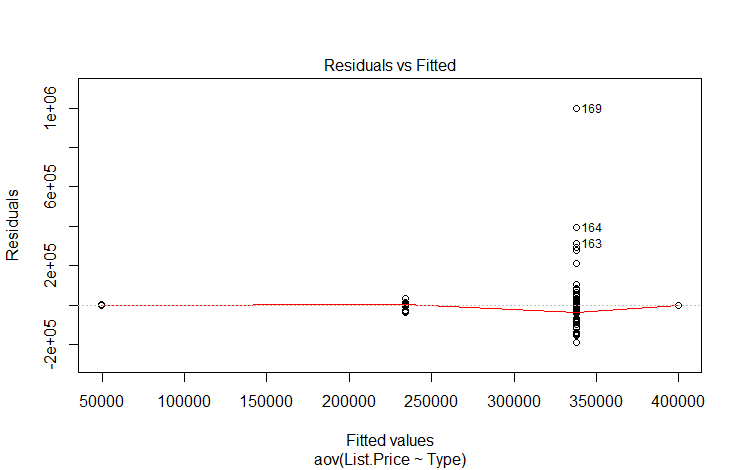 Residuals vs Fitted
Residuals
1e+06
6e+05
2e+05
-2e+05
169
164
163
50000 100000 150000 200000 250000 300000 350000 400000
Fitted values
aov(List.Price ~ Type)